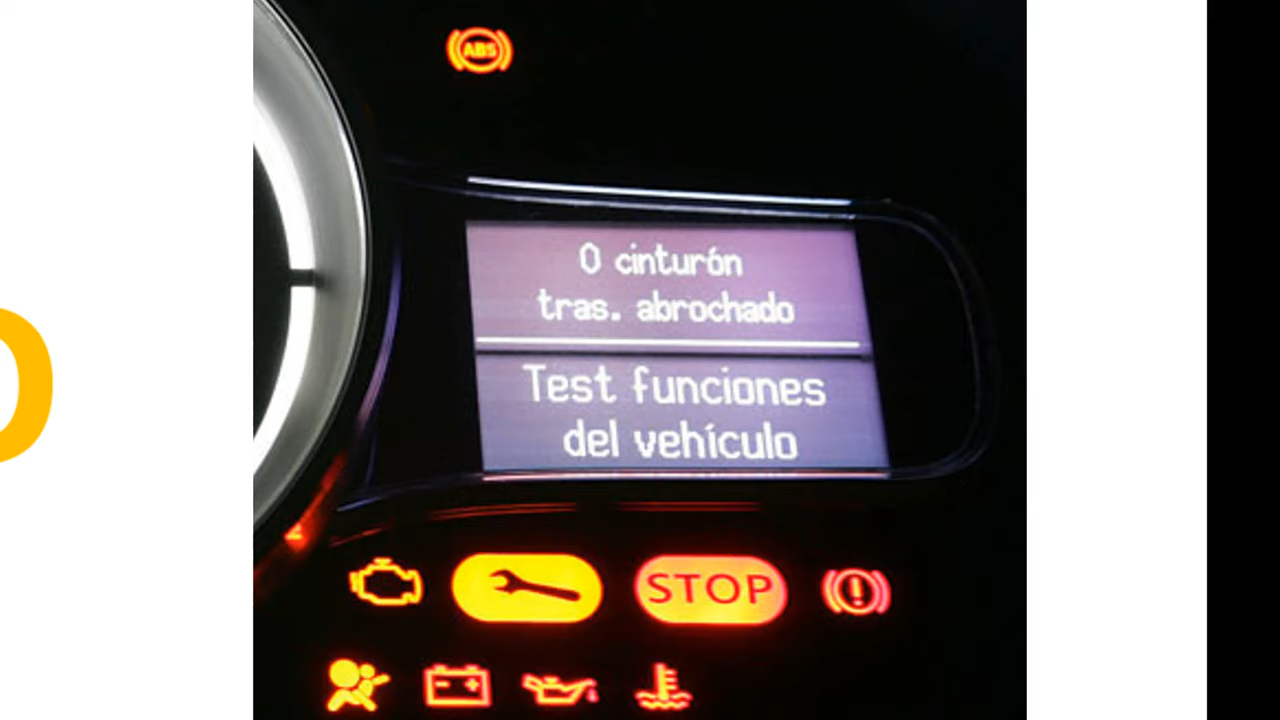 ABS
0 cinturón
tras. abrochado
Test funciones
del vehículo
STOP